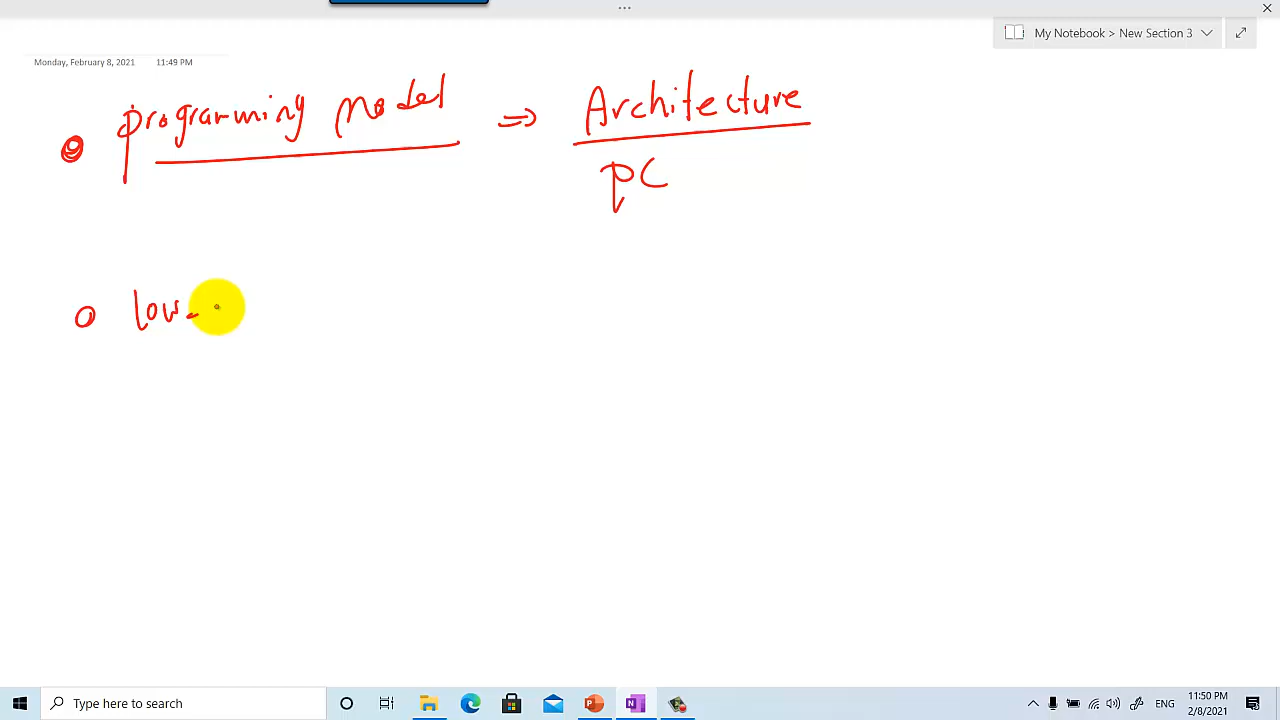 My Notebook > New Section 3
Monday, February 8, 2021 11:49 PM
programming Model ⇒ Architecture
PC
low-
Type here to search
ENG
11:50 PM
2/8/2021